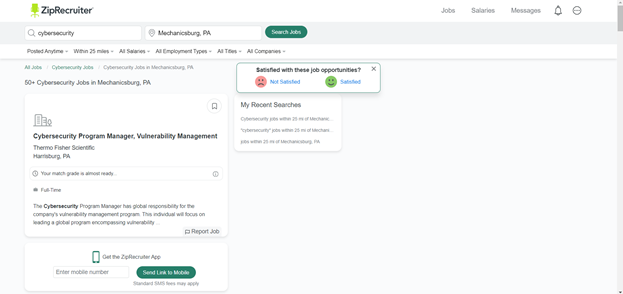 ZipRecruiter
Jobs
Salaries
Messages
cybersecurity
Mechanicsburg, PA
Search Jobs
Posted Anytime
Within 25 miles
All Salaries
All Employment Types
All Titles
All Companies
All Jobs
Cybersecurity Jobs
Cybersecurity Jobs in Mechanicsburg, PA
Satisfied with these job opportunities?
Not Satisfied
Satisfied
50+ Cybersecurity Jobs in Mechanicsburg, PA
Cybersecurity Program Manager, Vulnerability Management
Thermo Fisher Scientific
Harrisburg, PA
Your match grade is almost ready...
Full-Time
The Cybersecurity Program Manager has global responsibility for the
company's vulnerability management program. This individual will focus on
leading a global program encompassing vulnerability ...
Report Job
My Recent Searches
Cybersecurity jobs within 20 mi of Mechanic...
"cybersecurity" jobs within 25 mi of Mechani...
jobs within 20 mi of Mechanicsburg, PA
Get the ZipRecruiter App
Enter mobile number
Send Link to Mobile
Standard SMS fees may apply